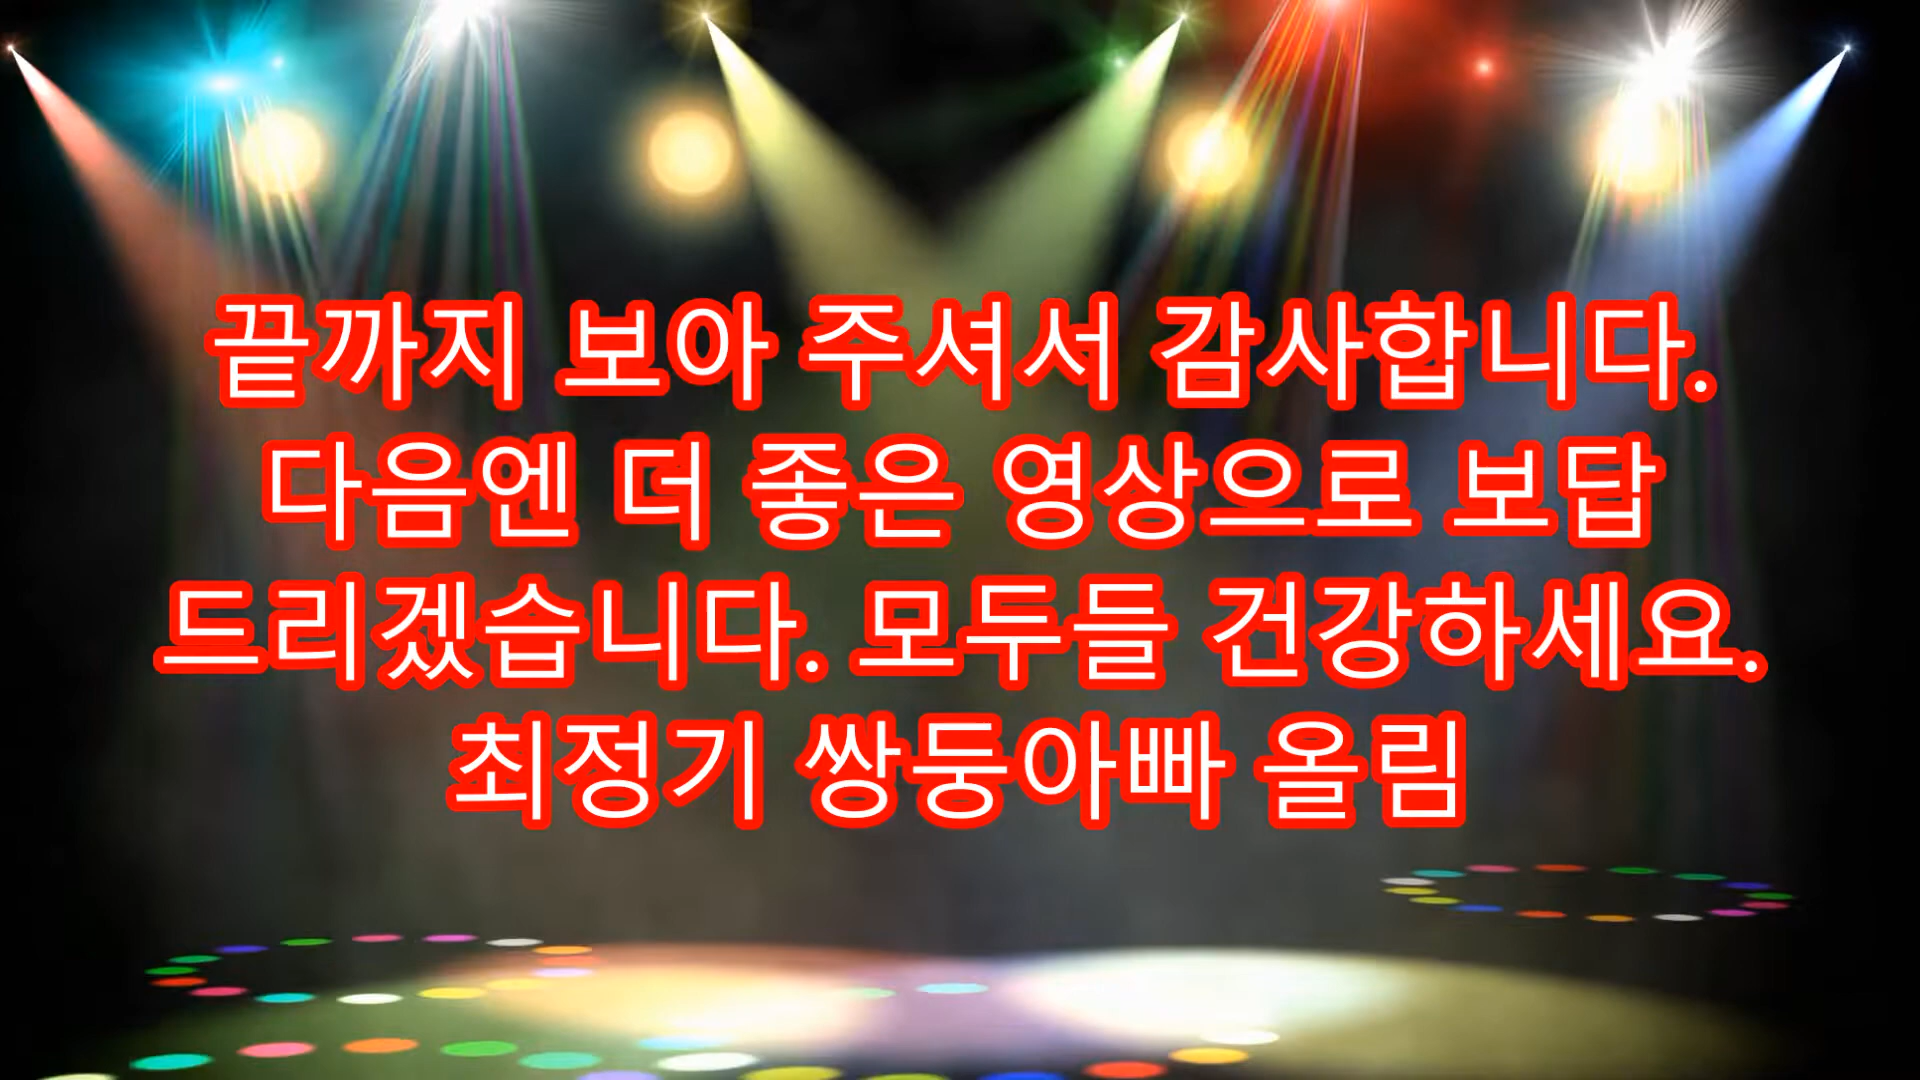 끝까지 보아 주셔서 감사합니다.
다음엔 더 좋은 영상으로 보답
드리겠습니다. 모두들 건강하세요.
최정기 쌍둥아빠 올림